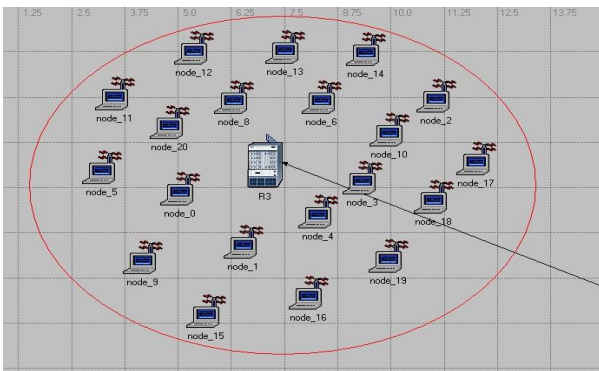 1.25 2.5 3.75 5.0 6.25 7.5 8.75 10.0 11.25 12.5 13.75
node_12
node_13
node_14
node_11
node_8
node_6
node_2
node_20
node_10
node_5
R3
node_3
node_17
node_0
node_18
node_4
node_1
node_9
node_19
node_16
node_15